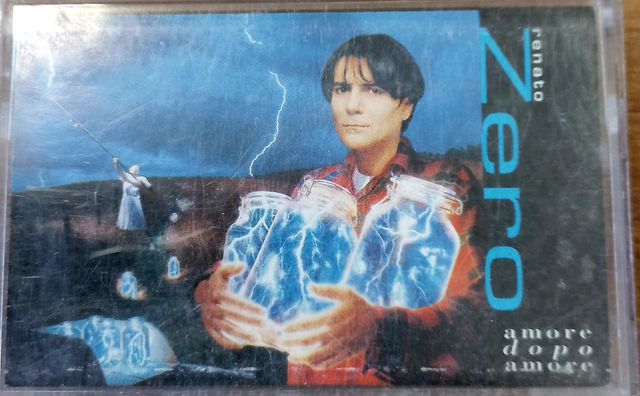 renato
Zero
amore
dopo
amore